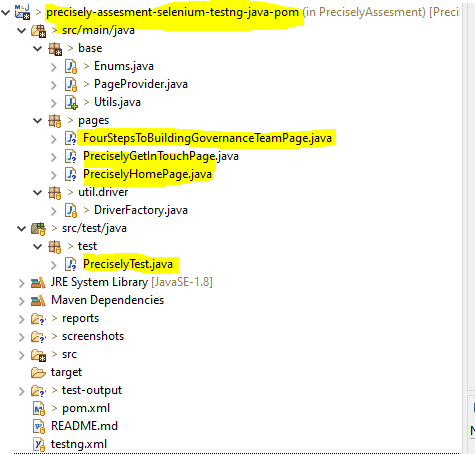 > precisely-assesment-selenium-testng-java-pom (in PreciselyAssesment) [Preci
> src/main/java
> base
> Enums.java
> PageProvider.java
> Utils.java
> pages
> FourStepsToBuildingGovernanceTeamPage.java
> PreciselyGetInTouchPage.java
> PreciselyHomePage.java
> util.driver
> DriverFactory.java
> src/test/java
> test
> PreciselyTest.java
JRE System Library [JavaSE-1.8]
Maven Dependencies
> reports
> screenshots
> src
target
> test-output
> pom.xml
README.md
testng.xml